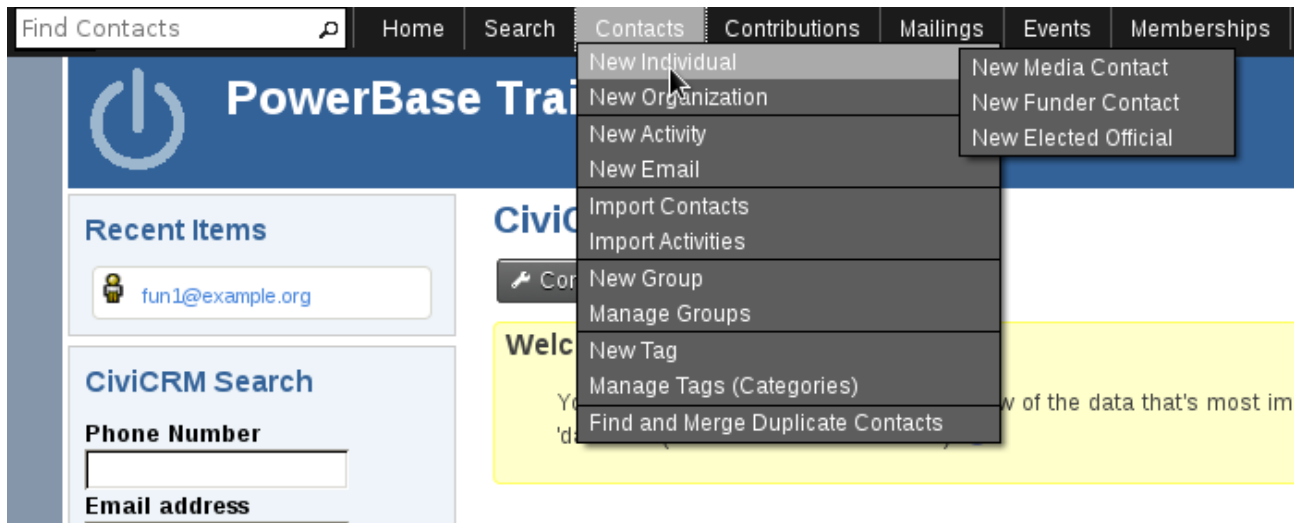 Find Contacts
Home
Search
Contacts
Contributions
Mailings
Events
Memberships
PowerBase Trai
New Individual
New Organization
New Activity
New Email
Import Contacts
Import Activities
New Group
Manage Groups
New Tag
Manage Tags (Categories)
Find and Merge Duplicate Contacts
New Media Contact
New Funder Contact
New Elected Official
Recent Items
fun1@example.org
CiviCRM Search
Phone Number
Email address
Civi
Cor
Welc
w of the data that's most im
'da